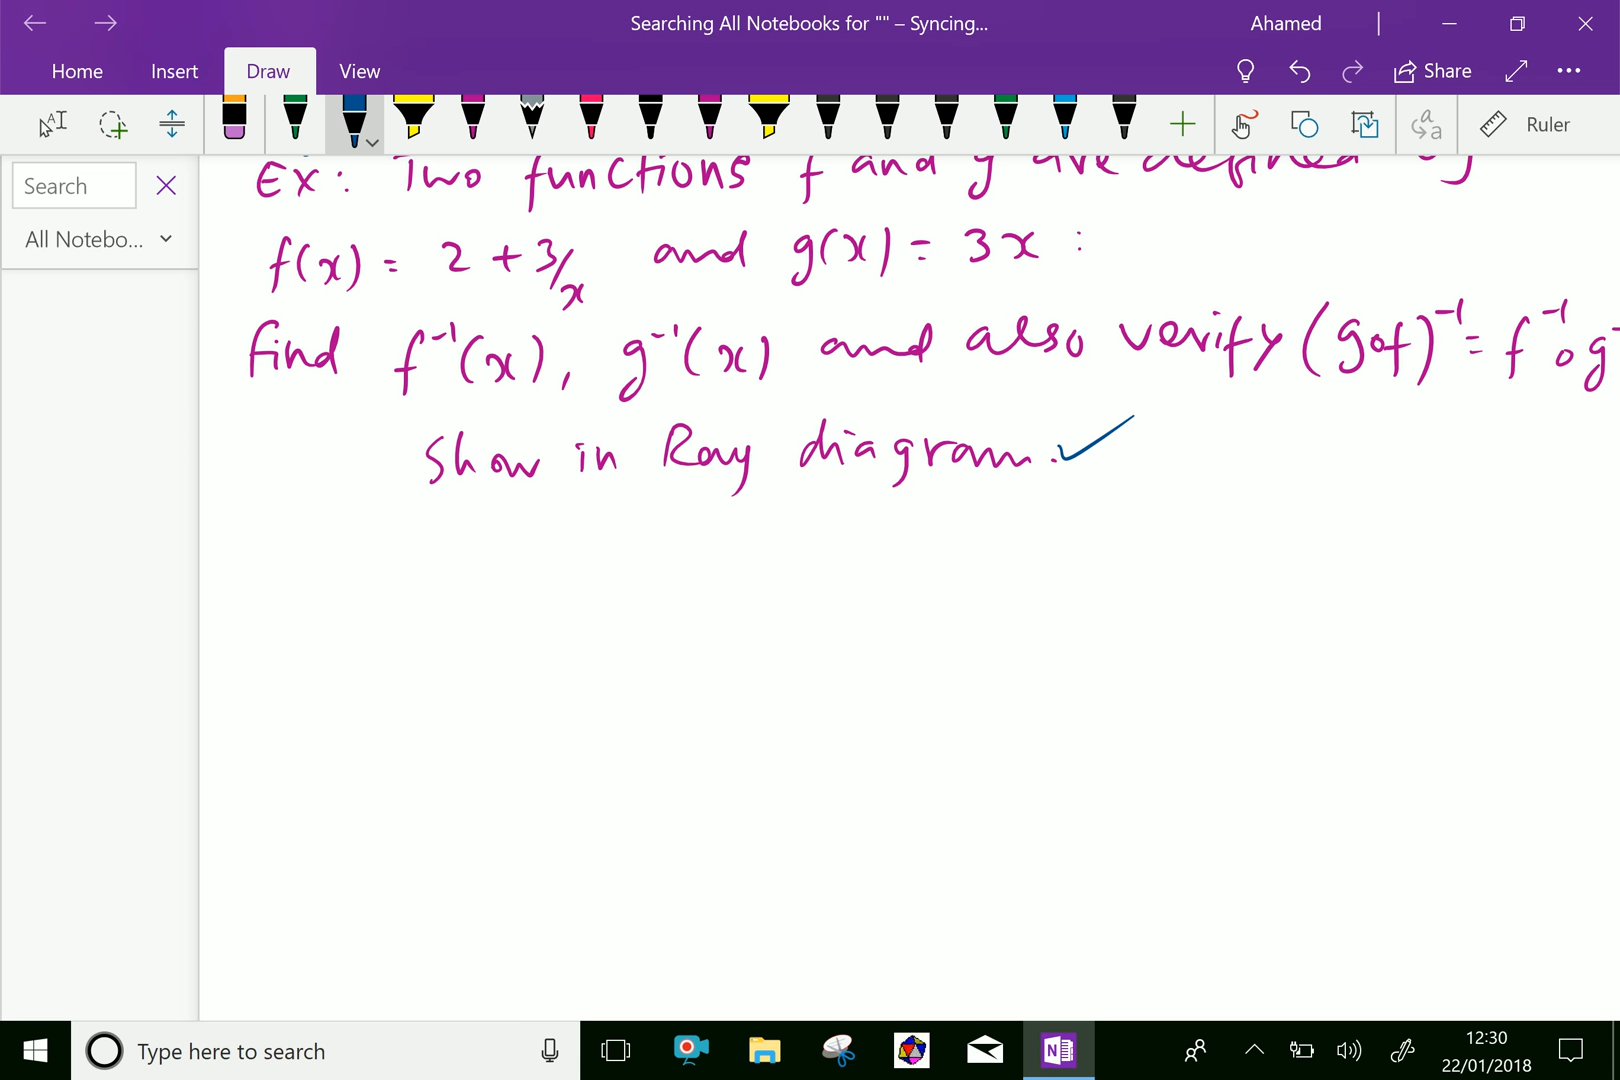 Searching All Notebooks for "" – Syncing...
Ahamed
Home Insert Draw View
Share
Ruler
Search
All Notebo...
Ex: Two functions f and g are defined by
f(x) = 2 + 3/x and g(x) = 3x :
Find f⁻¹(x), g⁻¹(x) and also verify (gof)⁻¹ = f⁻¹ o g⁻
Show in Ray diagram.
Type here to search
12:30
22/01/2018